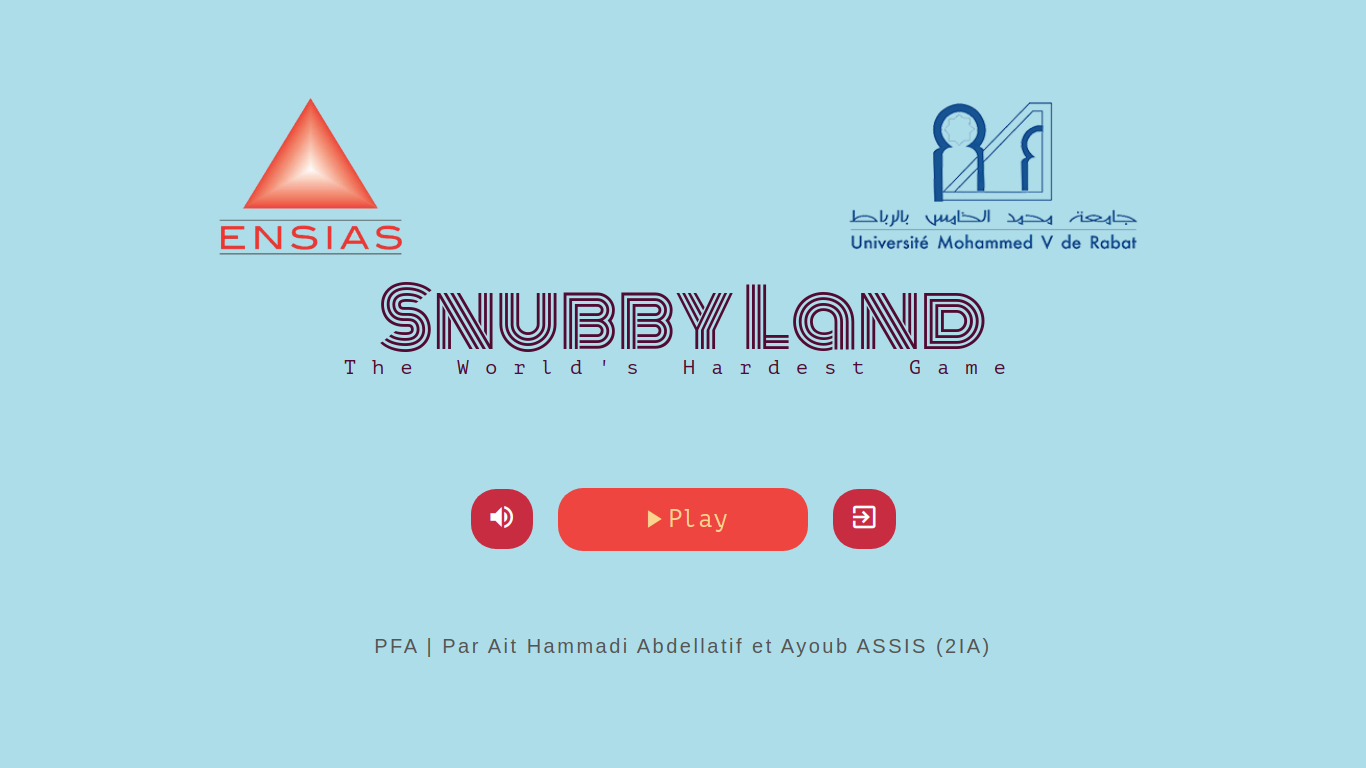 ENSIAS
جامعة محمد الخامس بالرباط
Université Mohammed V de Rabat
SNUBBY LAND
The World's Hardest Game
Play
PFA | Par Ait Hammadi Abdellatif et Ayoub ASSIS (2IA)